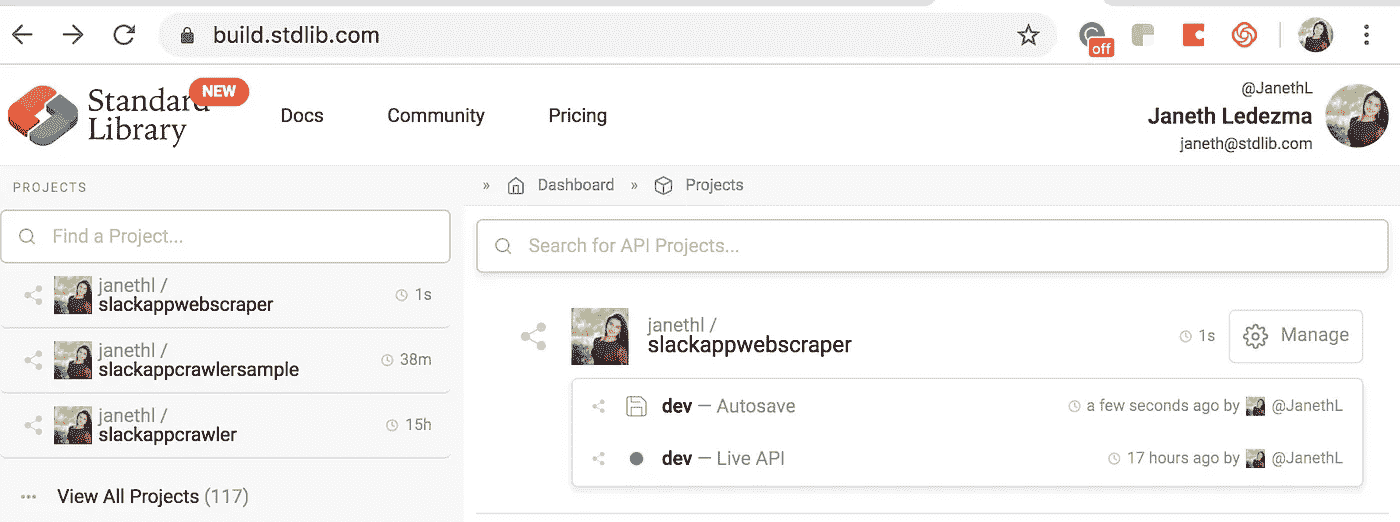 build.stdlib.com
off
Standard
Library
NEW
Docs
Community
Pricing
@JanethL
Janeth Ledezma
janeth@stdlib.com
PROJECTS
» Dashboard » Projects
Find a Project...
Search for API Projects...
janethl /
slackappwebscraper
1s
janethl /
slackappcrawlersample
38m
janethl /
slackappcrawler
15h
... View All Projects (117)
janethl /
slackappwebscraper
1s
Manage
dev — Autosave
a few seconds ago by @JanethL
dev — Live API
17 hours ago by @JanethL